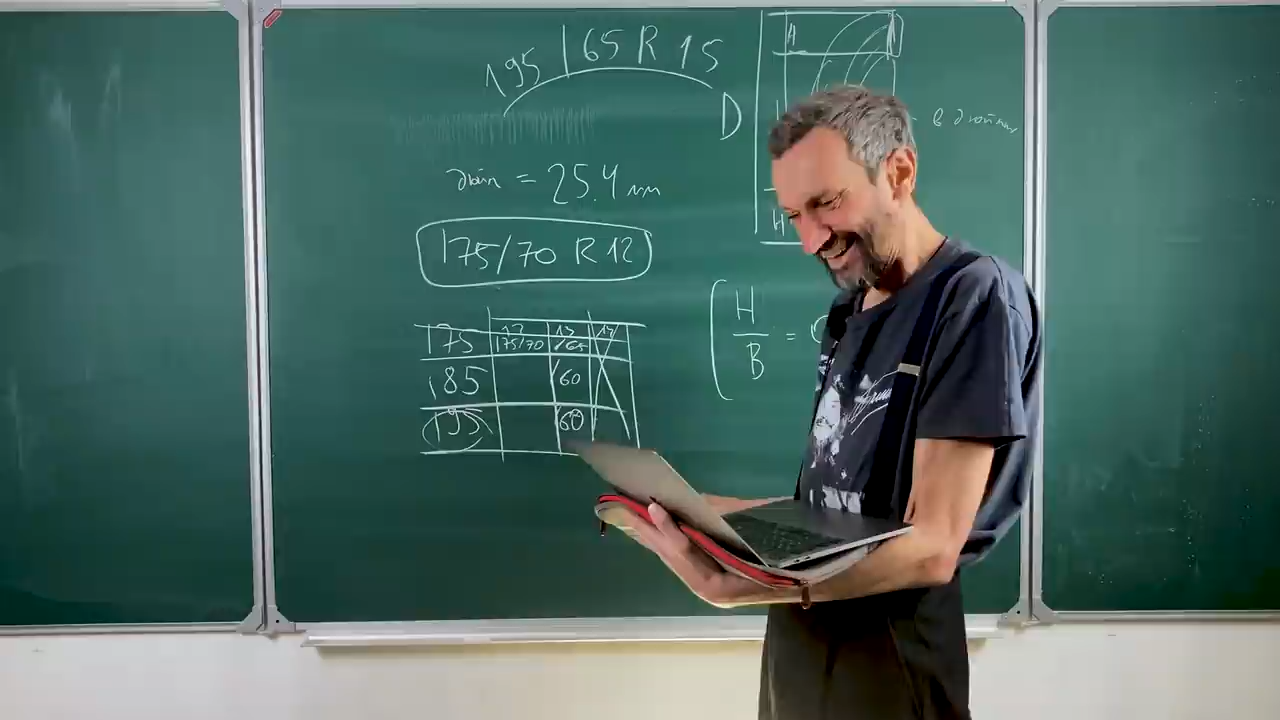 195 | 65 R 15
D
H
в дюймах
дюйм = 25.4 мм
175/70 R 12
H
12 13 14
175 175/70 /65
185 /60
195 /60
H
B =